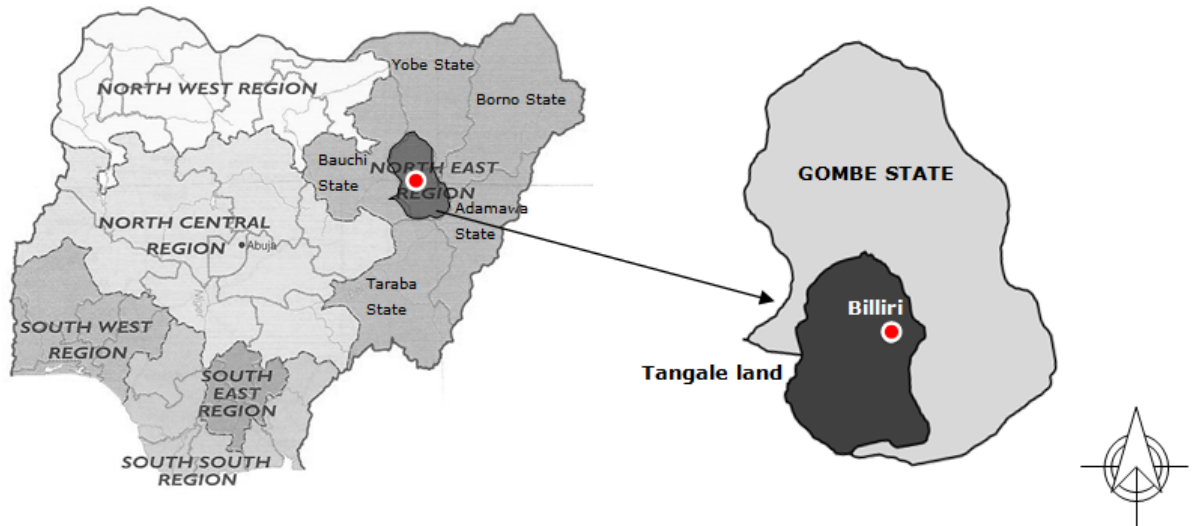 Yobe State
NORTH WEST REGION
Borno State
Bauchi
State
NORTH EAST
REGION
Adamawa
State
NORTH CENTRAL
REGION
Abuja
Taraba
State
SOUTH WEST
REGION
SOUTH
EAST
REGION
SOUTH SOUTH
REGION
GOMBE STATE
Billiri
Tangale land